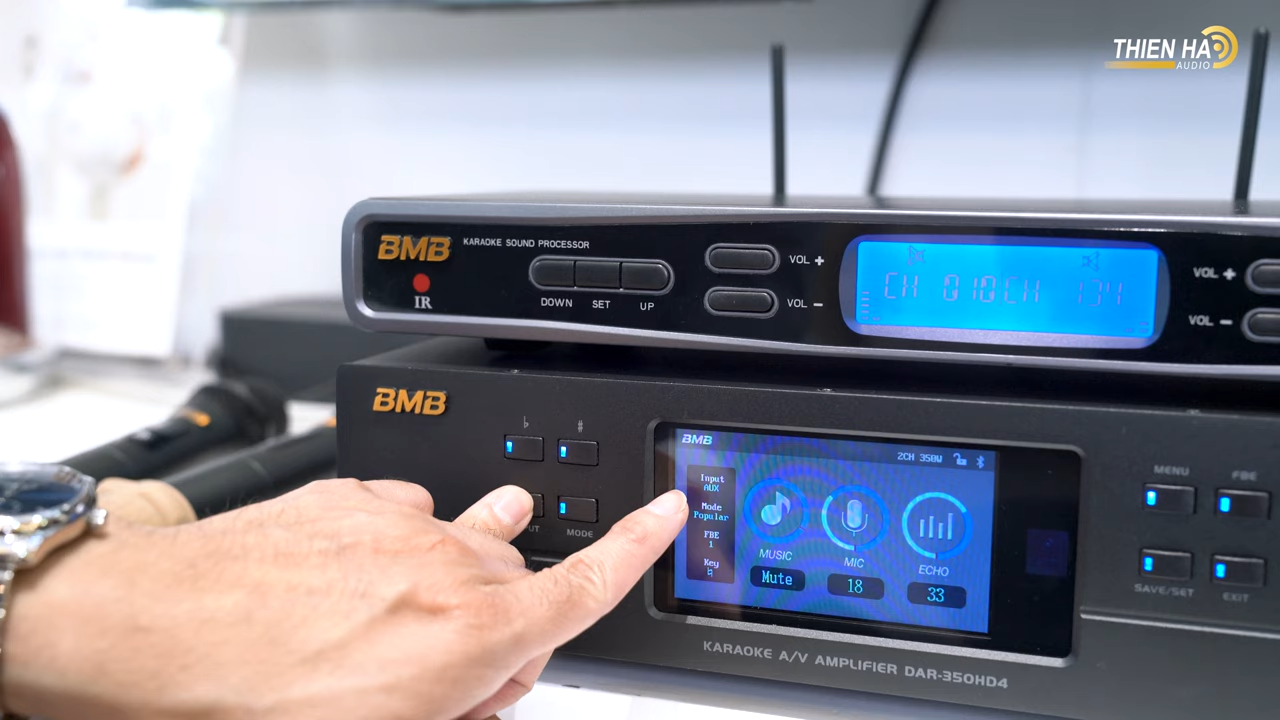 THIEN HA
AUDIO
BMB
KARAOKE SOUND PROCESSOR
IR
DOWN
SET
UP
VOL +
VOL -
CH 010 CH 134
VOL +
VOL -
BMB
♭
#
MODE
BMB
2CH 350W
Input
AUX
Mode
Popular
FBE
1
Key
♮
MUSIC
Mute
MIC
18
ECHO
33
MENU
FBE
SAVE/SET
EXIT
KARAOKE A/V AMPLIFIER DAR-350HD4